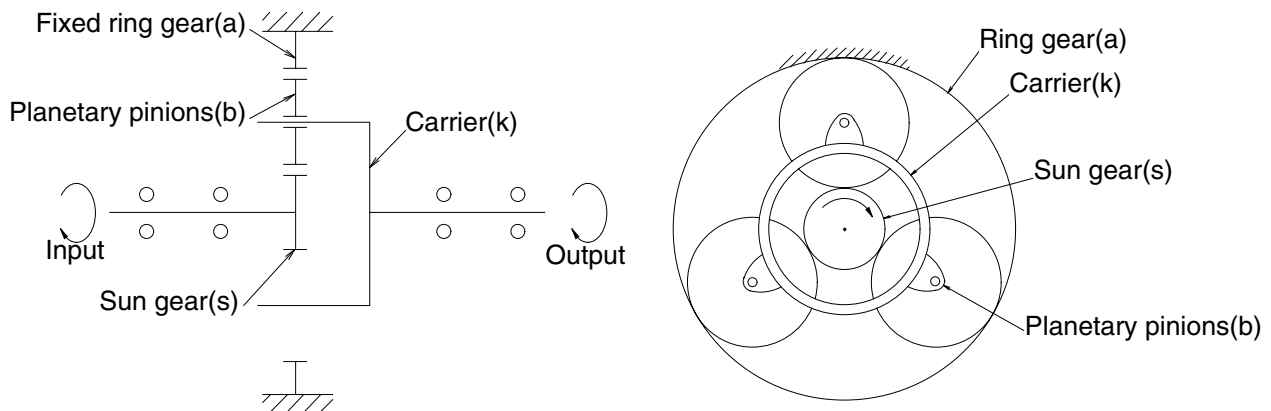 Fixed ring gear(a)
Planetary pinions(b)
Carrier(k)
Input
Output
Sun gear(s)
Ring gear(a)
Carrier(k)
Sun gear(s)
Planetary pinions(b)